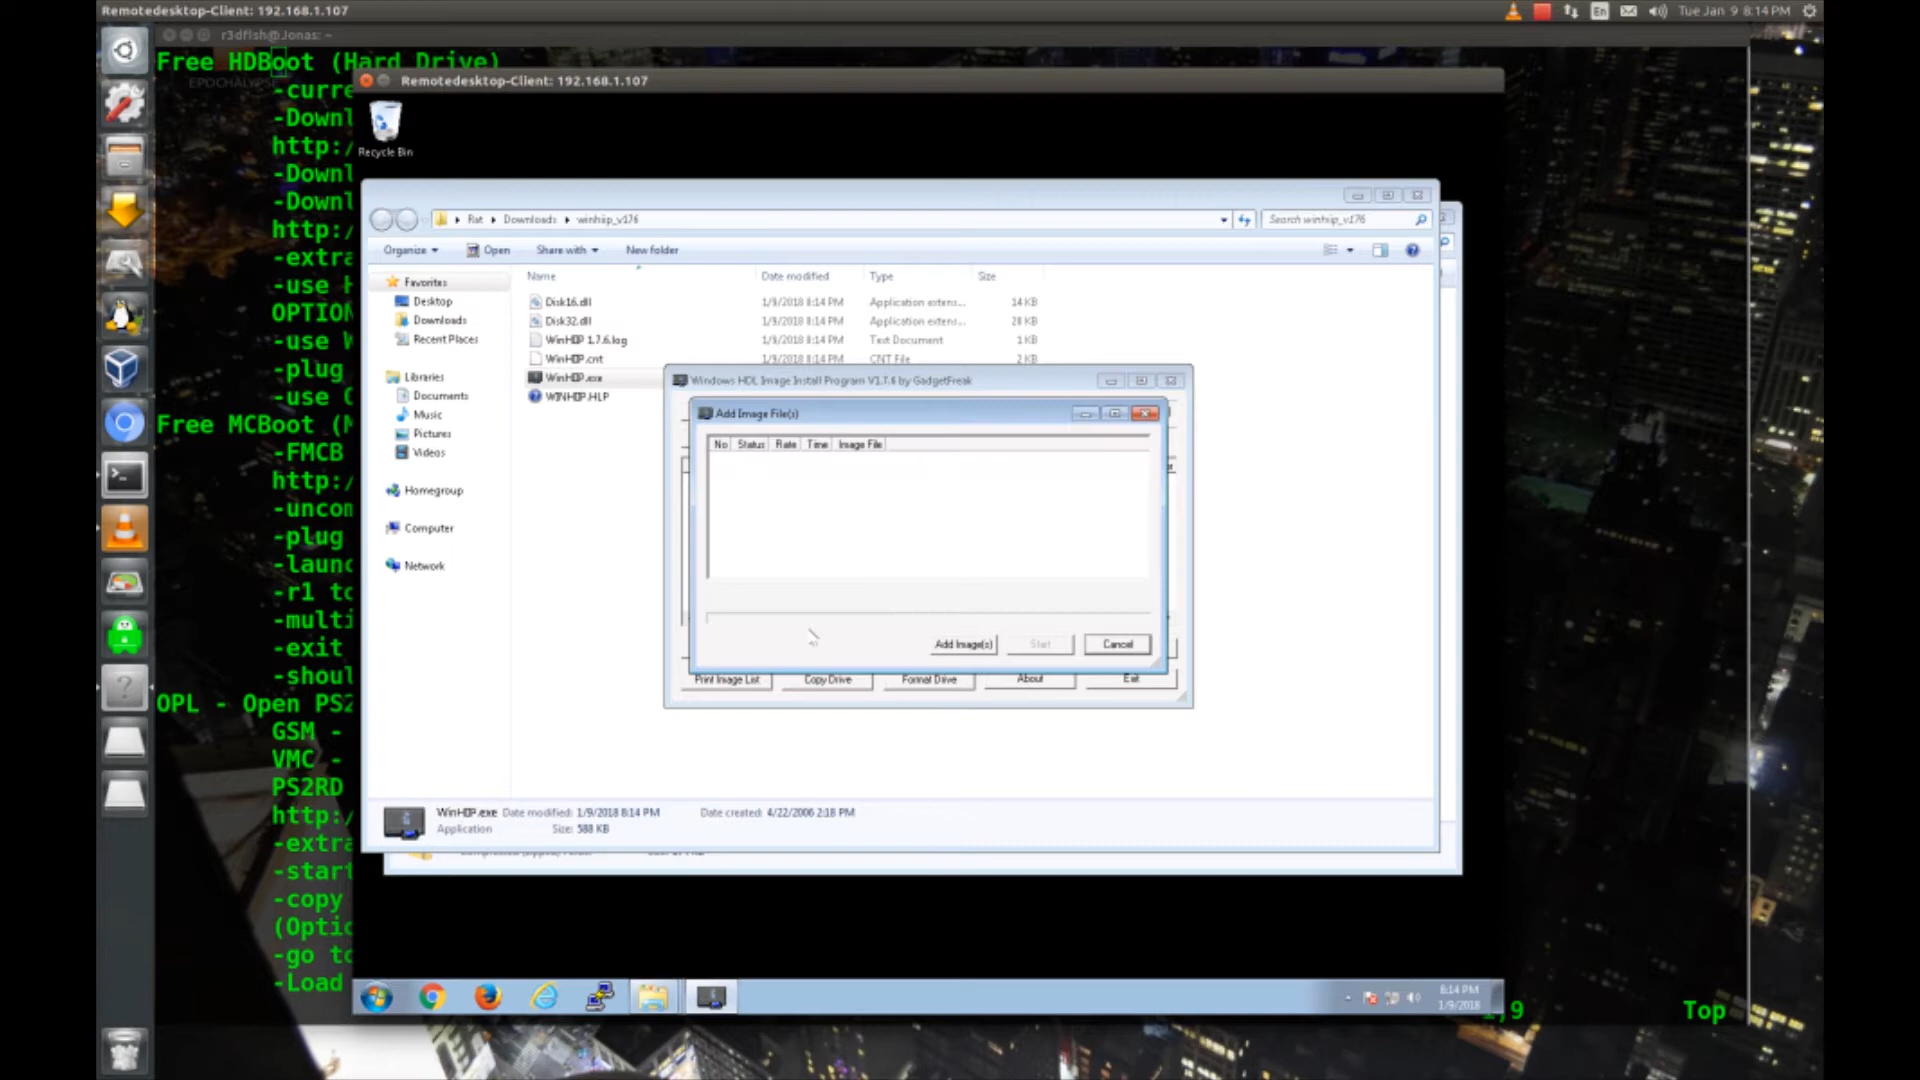 Remotedesktop-Client: 192.168.1.107
En
Tue Jan 9 8:14 PM
r3dfish@Jonas: ~
Free HDBoot (Hard Drive)
EPOCHALYPSE
-curre
-Downl
http:/
-Downl
-Downl
http:/
-extra
-use H
OPTION
-use W
-plug
-use O
Free MCBoot (M
-FMCB
http:/
-uncom
-plug
-launc
-r1 to
-multi
-exit
-shoul
OPL - Open PS2
GSM -
VMC -
PS2RD
http:/
-extra
-start
-copy
(Optio
-go to
-Load
Top
Remotedesktop-Client: 192.168.1.107
Recycle Bin
Rat Downloads winhiip_v176
Search winhiip_v176
Organize Open Share with New folder
Favorites
Desktop
Downloads
Recent Places
Libraries
Documents
Music
Pictures
Videos
Homegroup
Computer
Network
Name Date modified Type Size
Disk16.dll 1/9/2018 8:14 PM Application extens... 14 KB
Disk32.dll 1/9/2018 8:14 PM Application extens... 28 KB
WinHIIP 1.7.6.log 1/9/2018 8:14 PM Text Document 1 KB
WinHIIP.cnt 1/9/2018 8:14 PM CNT File 2 KB
WinHIIP.exe
WINHIIP.HLP
Windows HDL Image Install Program V1.7.6 by GadgetFreak
Add Image File(s)
No Status Rate Time Image File
Add Image(s) Start Cancel
Print Image List Copy Drive Format Drive About Exit
WinHIIP.exe Date modified: 1/9/2018 8:14 PM Date created: 4/22/2006 2:18 PM
Application Size: 588 KB
8:14 PM
1/9/2018